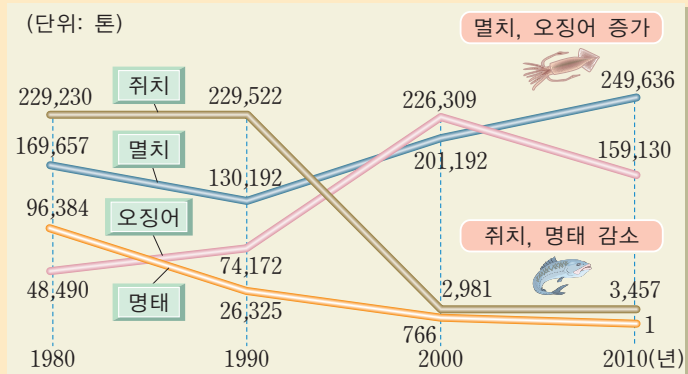 (단위: 톤)
멸치, 오징어 증가
229,230
쥐치
229,522
226,309
249,636
169,657
멸치
130,192
201,192
159,130
96,384
오징어
74,172
쥐치, 명태 감소
48,490
명태
26,325
2,981
3,457
766
1
1980
1990
2000
2010(년)